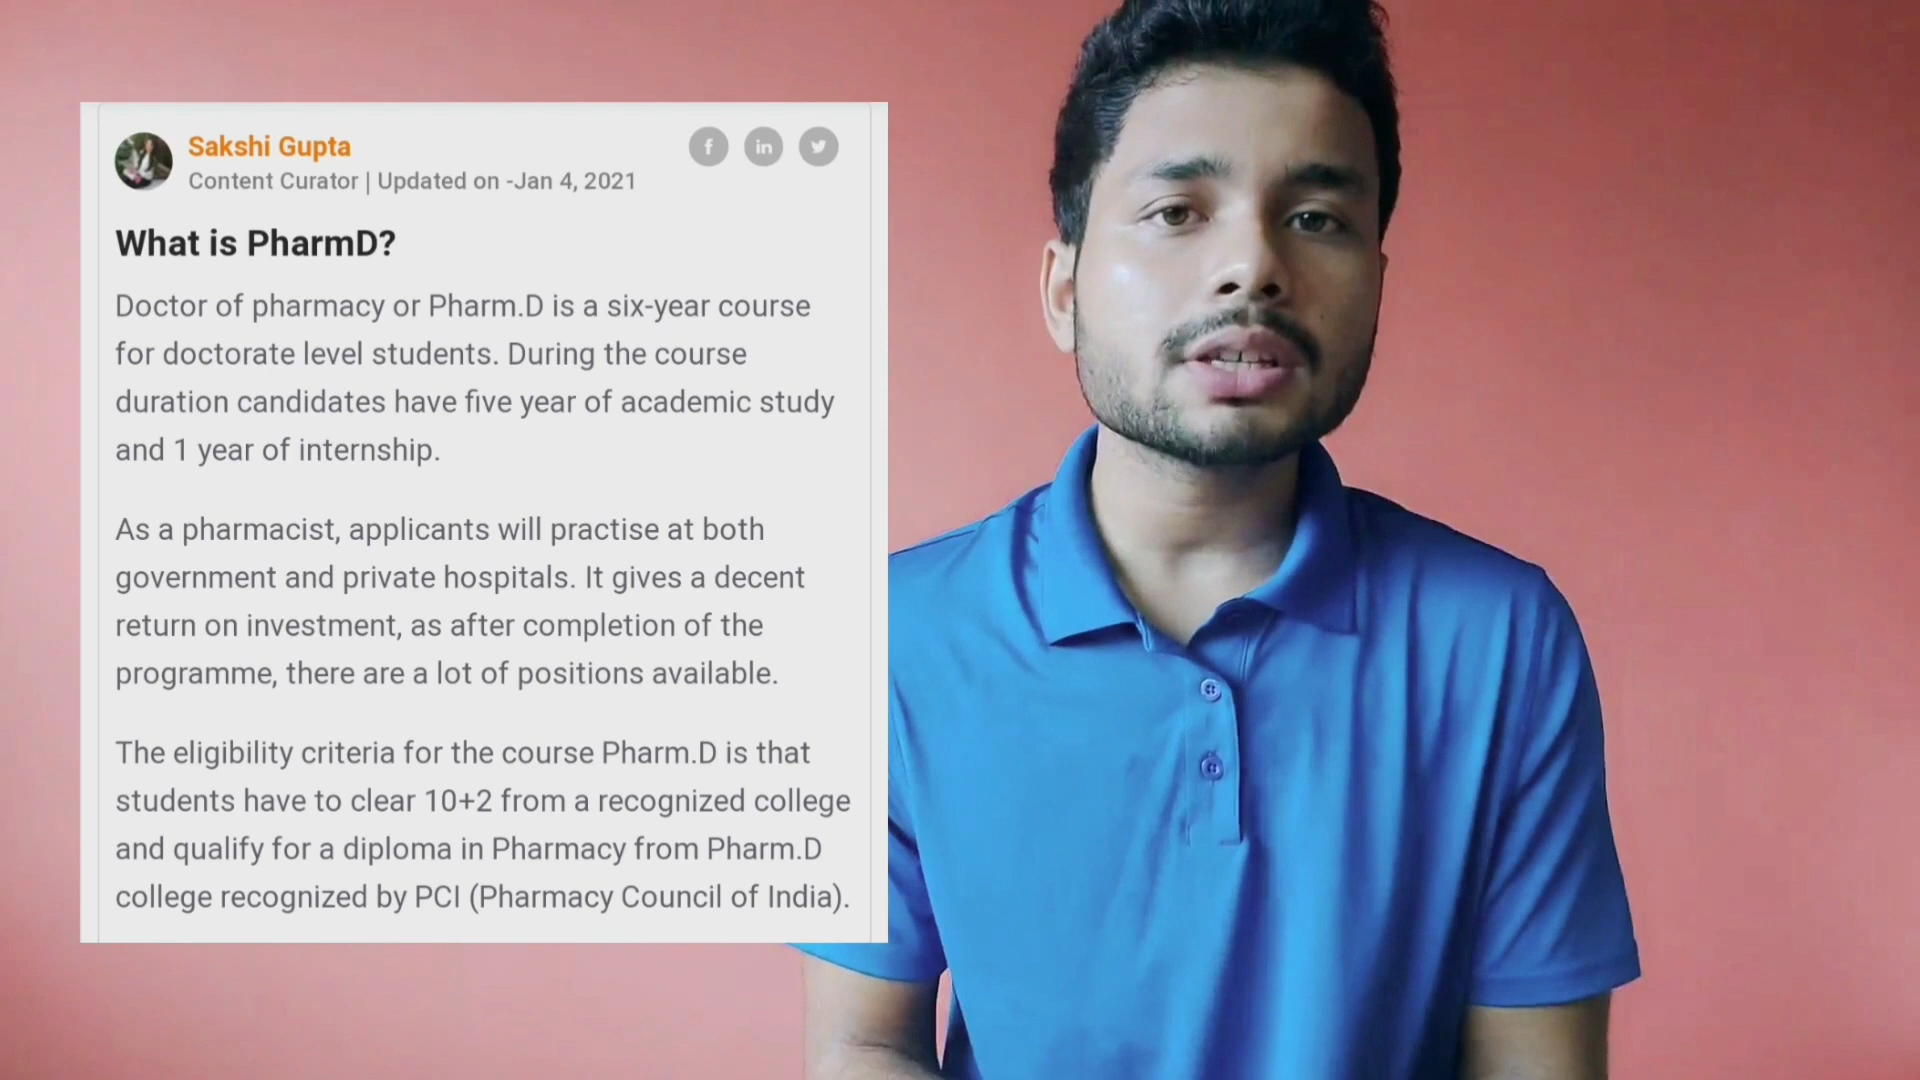 Sakshi Gupta
Content Curator | Updated on -Jan 4, 2021
What is PharmD?
Doctor of pharmacy or Pharm.D is a six-year course
for doctorate level students. During the course
duration candidates have five year of academic study
and 1 year of internship.
As a pharmacist, applicants will practise at both
government and private hospitals. It gives a decent
return on investment, as after completion of the
programme, there are a lot of positions available.
The eligibility criteria for the course Pharm.D is that
students have to clear 10+2 from a recognized college
and qualify for a diploma in Pharmacy from Pharm.D
college recognized by PCI (Pharmacy Council of India).